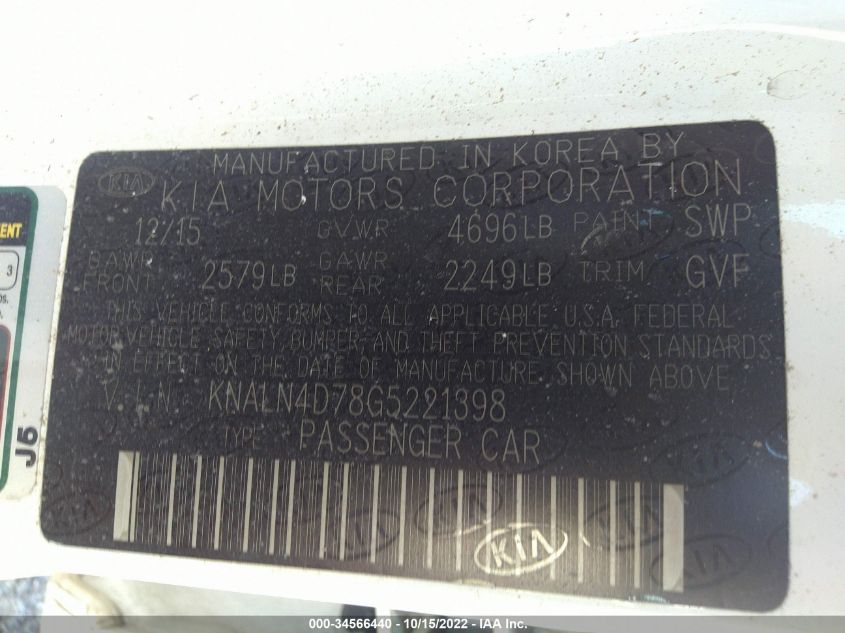 MANUFACTURED IN KOREA BY
KIA MOTORS CORPORATION
12/15 GVWR 4696LB PAINT SWP
GAWR FRONT 2579LB GAWR REAR 2249LB TRIM GVF
THIS VEHICLE CONFORMS TO ALL APPLICABLE U.S.A. FEDERAL
MOTOR VEHICLE SAFETY, BUMPER AND THEFT PREVENTION STANDARDS
IN EFFECT ON THE DATE OF MANUFACTURE SHOWN ABOVE.
V.I.N KNALN4D78G5221398
TYPE PASSENGER CAR
KIA
KIA
J5
3
000-34566440 - 10/15/2022 - IAA Inc.